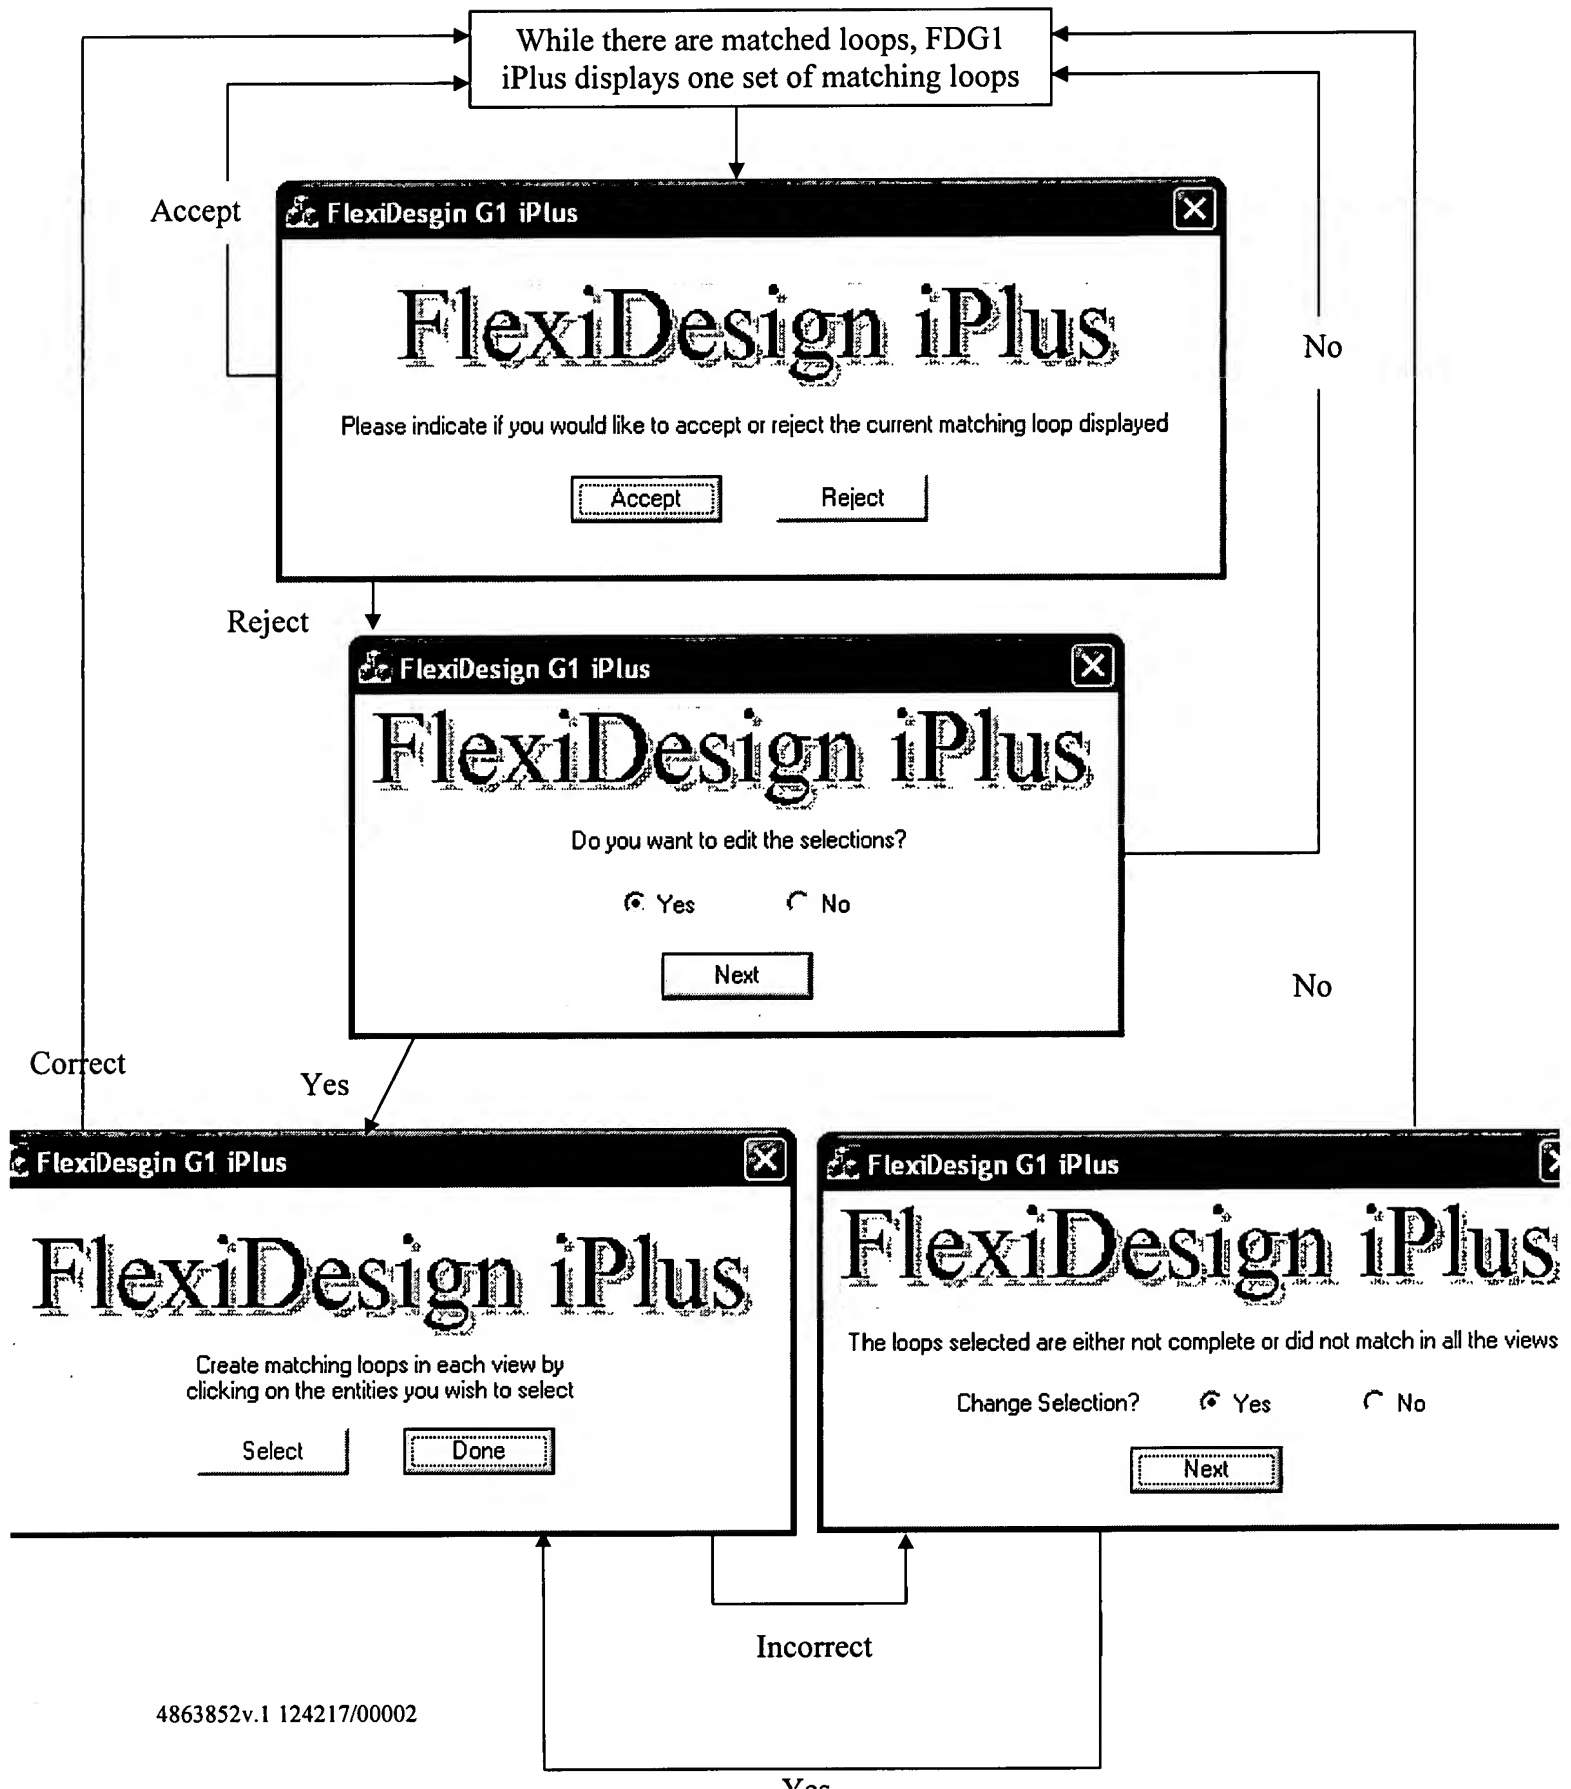 While there are matched loops, FDG1
iPlus displays one set of matching loops
Accept
FlexiDesgin G1 iPlus
FlexiDesign iPlus
No
Please indicate if you would like to accept or reject the current matching loop displayed
Accept Reject
Reject
FlexiDesign G1 iPlus
FlexiDesign iPlus
Do you want to edit the selections?
Yes No
Next
No
Correct
Yes
FlexiDesgin G1 iPlus
FlexiDesign iPlus
Create matching loops in each view by
clicking on the entities you wish to select
Select Done
FlexiDesign G1 iPlus
FlexiDesign iPlus
The loops selected are either not complete or did not match in all the views
Change Selection? Yes No
Next
Incorrect
4863852v.1 124217/00002
Yes